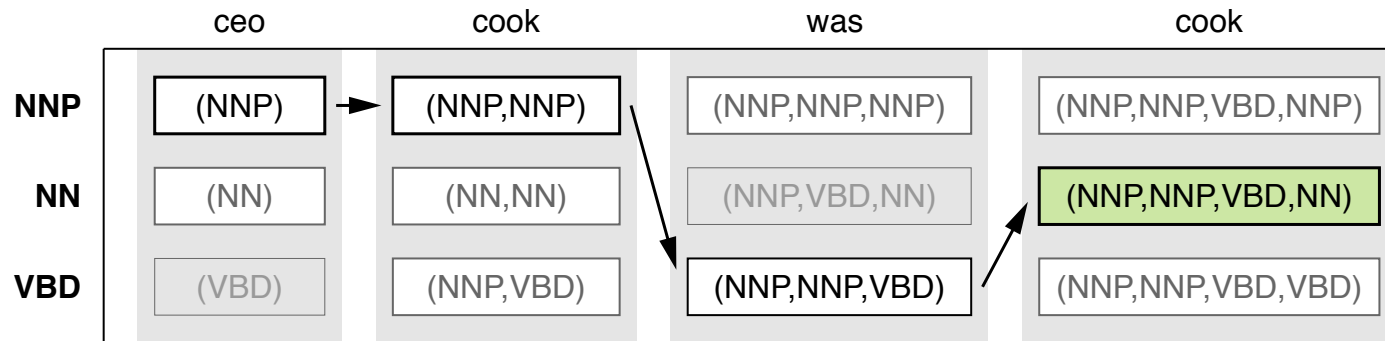 ceo cook was cook
NNP (NNP) (NNP,NNP) (NNP,NNP,NNP) (NNP,NNP,VBD,NNP)
NN (NN) (NN,NN) (NNP,VBD,NN) (NNP,NNP,VBD,NN)
VBD (VBD) (NNP,VBD) (NNP,NNP,VBD) (NNP,NNP,VBD,VBD)